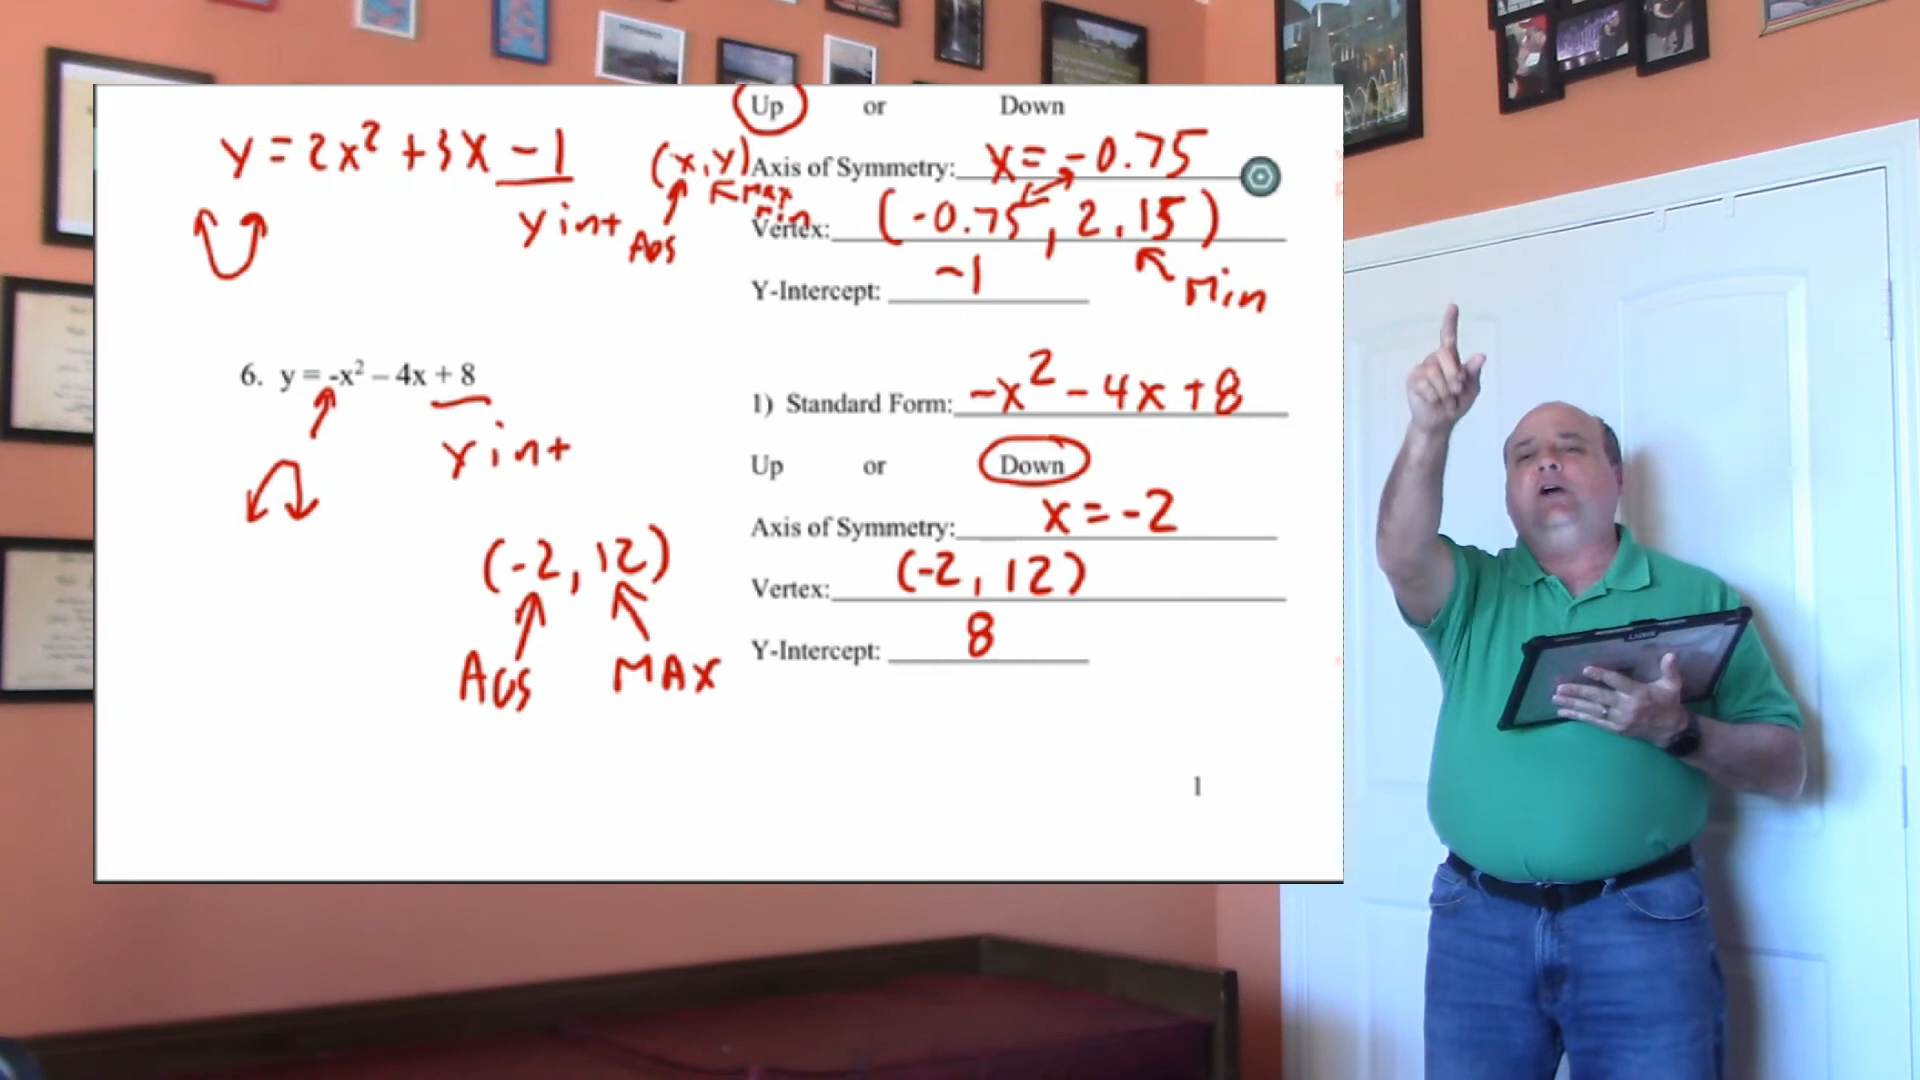 Up or Down
y = 2x² + 3x - 1
(x, y)
Max
Min
AOS
y int
Axis of Symmetry: x = -0.75
Vertex: (-0.75, 2.15)
Min
Y-Intercept: -1
6. y = -x² – 4x + 8
y int
1) Standard Form: -x² - 4x + 8
Up or Down
Axis of Symmetry: x = -2
(-2, 12)
AOS MAX
Vertex: (-2, 12)
Y-Intercept: 8
1